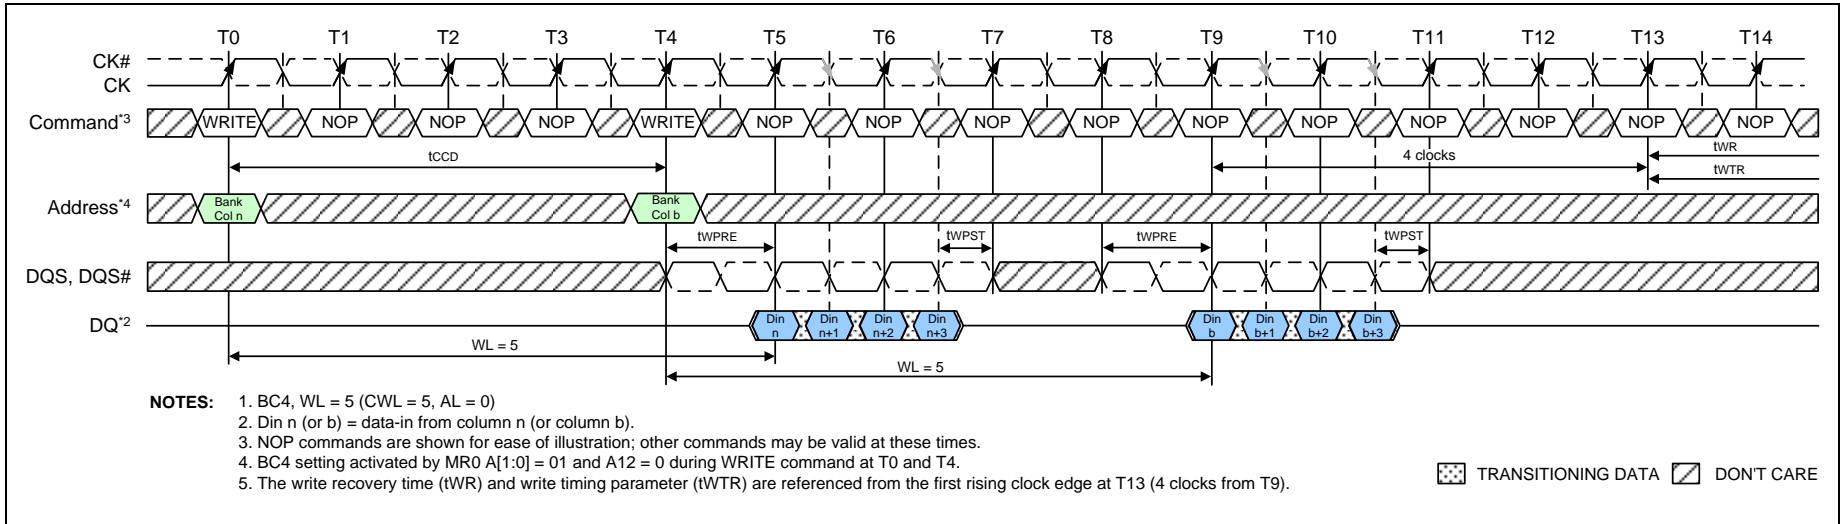 T0 T1 T2 T3 T4 T5 T6 T7 T8 T9 T10 T11 T12 T13 T14
CK#
CK
Command*3 WRITE NOP NOP NOP WRITE NOP NOP NOP NOP NOP NOP NOP NOP NOP NOP
tCCD 4 clocks tWR
tWTR
Address*4 Bank Col n Bank Col b
tWPRE tWPST tWPRE tWPST
DQS, DQS#
DQ*2 Din n Din n+1 Din n+2 Din n+3 Din b Din b+1 Din b+2 Din b+3
WL = 5
WL = 5
NOTES: 1. BC4, WL = 5 (CWL = 5, AL = 0)
2. Din n (or b) = data-in from column n (or column b).
3. NOP commands are shown for ease of illustration; other commands may be valid at these times.
4. BC4 setting activated by MR0 A[1:0] = 01 and A12 = 0 during WRITE command at T0 and T4.
5. The write recovery time (tWR) and write timing parameter (tWTR) are referenced from the first rising clock edge at T13 (4 clocks from T9).
TRANSITIONING DATA DON'T CARE